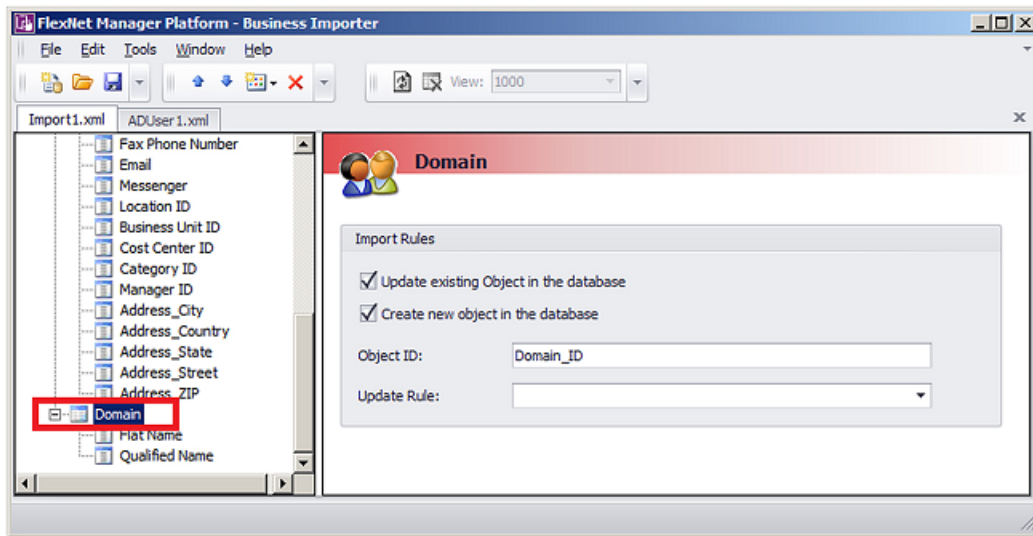 FlexNet Manager Platform - Business Importer
File Edit Tools Window Help
View: 1000
Import1.xml ADUser1.xml
Fax Phone Number
Email
Messenger
Location ID
Business Unit ID
Cost Center ID
Category ID
Manager ID
Address_City
Address_Country
Address_State
Address_Street
Address_ZIP
Domain
Flat Name
Qualified Name
Domain
Import Rules
Update existing Object in the database
Create new object in the database
Object ID: Domain_ID
Update Rule: